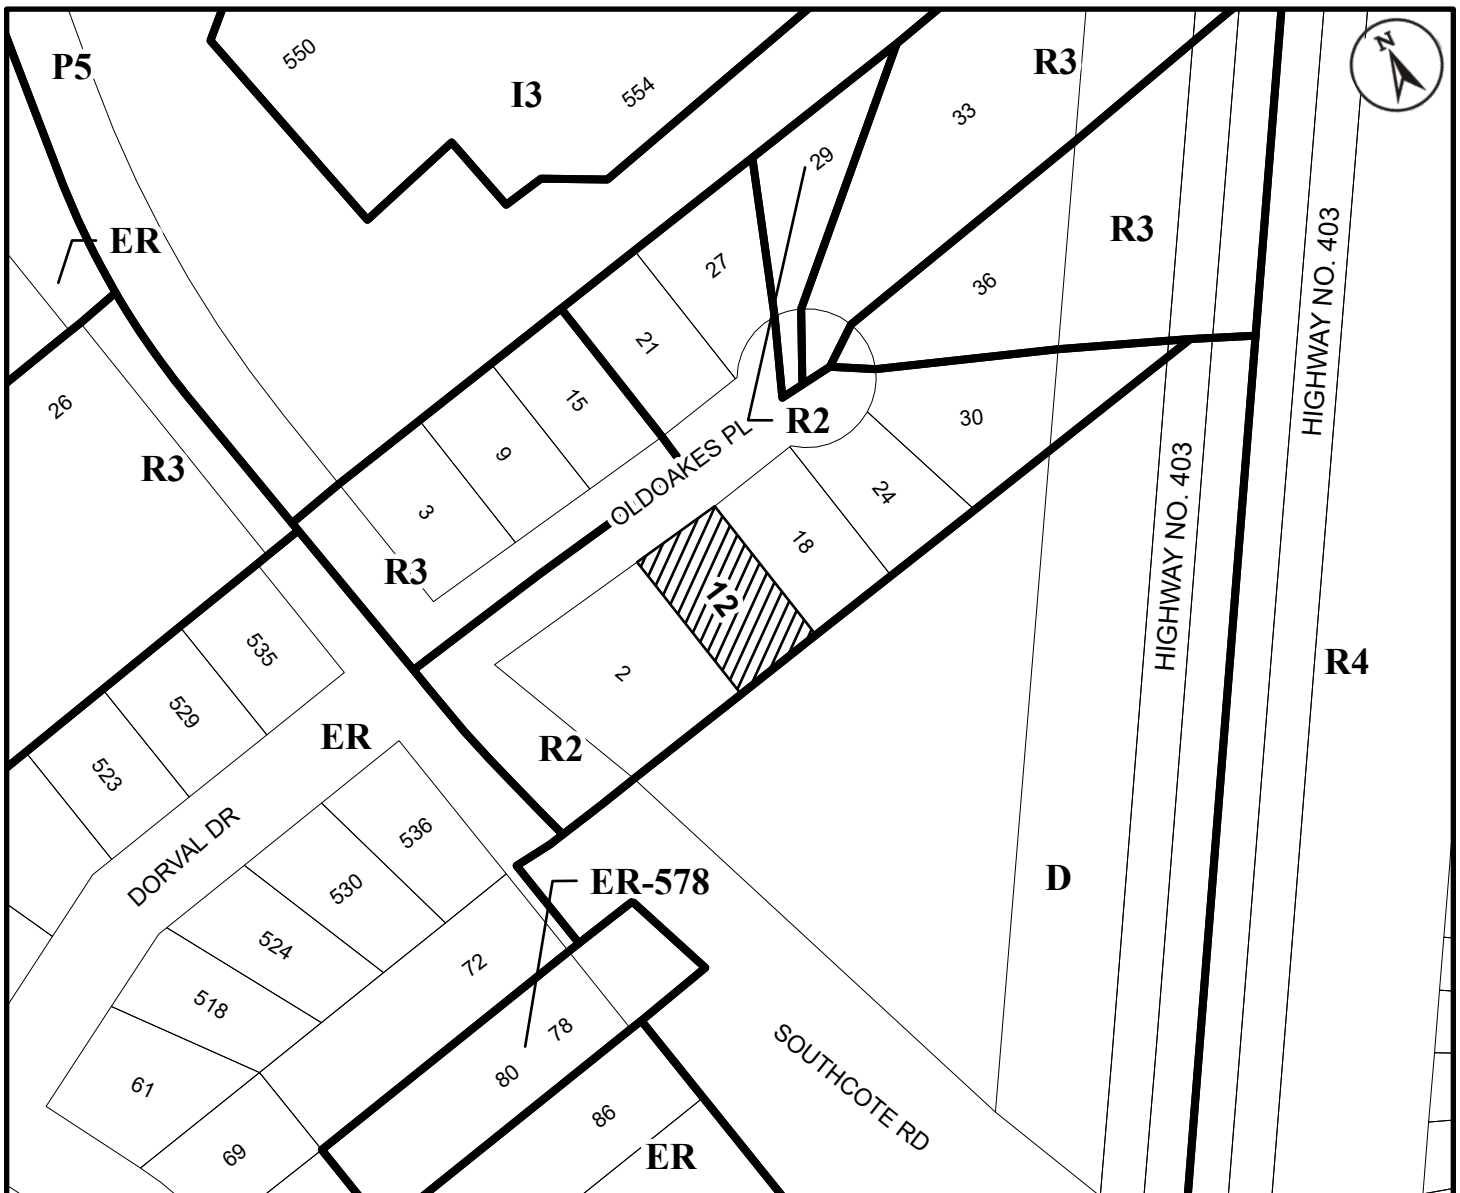 P5
550
I3
554
R3
33
N
29
ER
R3
27
36
HIGHWAY NO. 403
21
26
15
R2
30
9
OLDOAKES PL
R3
24
3
18
HIGHWAY NO. 403
R3
12
535
2
R4
529
ER
R2
523
536
DORVAL DR
530
ER-578
D
524
72
518
78
SOUTHCOTE RD
80
61
86
69
ER